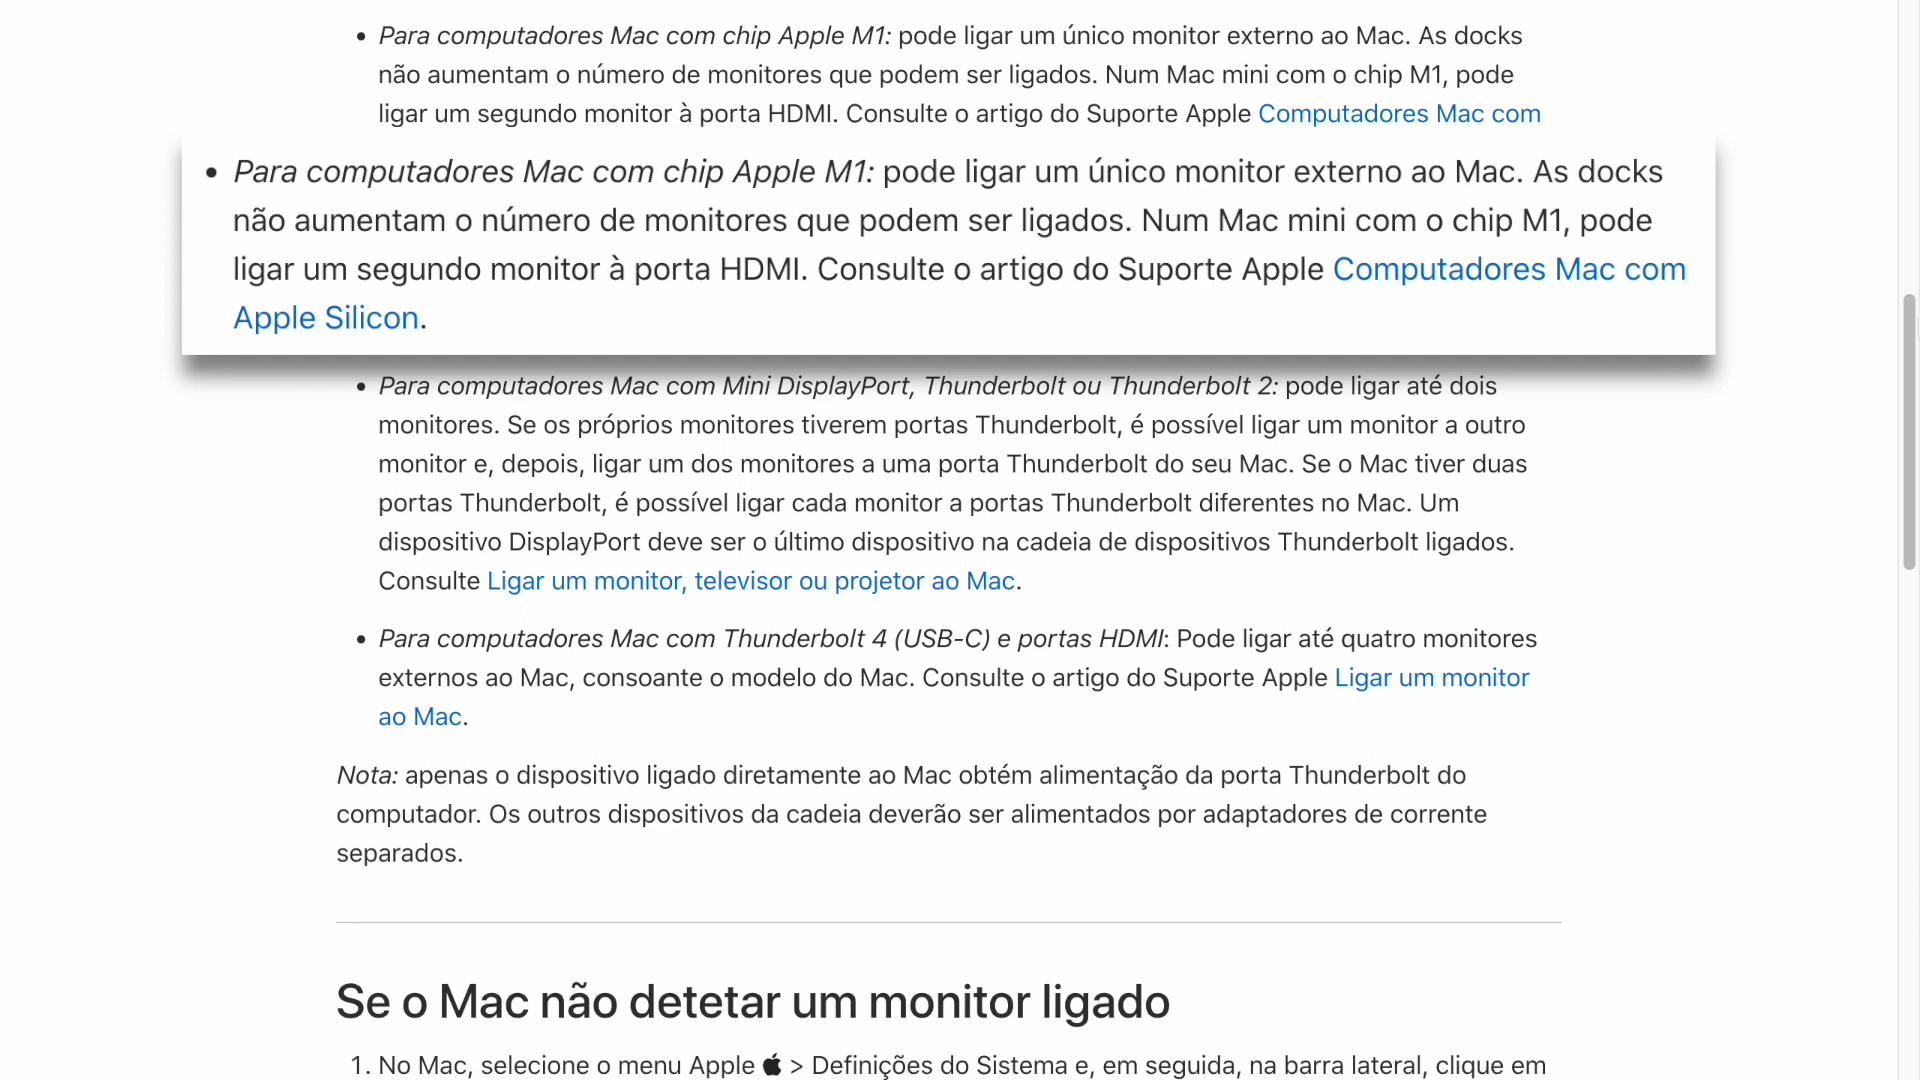 • Para computadores Mac com chip Apple M1: pode ligar um único monitor externo ao Mac. As docks
não aumentam o número de monitores que podem ser ligados. Num Mac mini com o chip M1, pode
ligar um segundo monitor à porta HDMI. Consulte o artigo do Suporte Apple Computadores Mac com
• Para computadores Mac com chip Apple M1: pode ligar um único monitor externo ao Mac. As docks
não aumentam o número de monitores que podem ser ligados. Num Mac mini com o chip M1, pode
ligar um segundo monitor à porta HDMI. Consulte o artigo do Suporte Apple Computadores Mac com
Apple Silicon.
• Para computadores Mac com Mini DisplayPort, Thunderbolt ou Thunderbolt 2: pode ligar até dois
monitores. Se os próprios monitores tiverem portas Thunderbolt, é possível ligar um monitor a outro
monitor e, depois, ligar um dos monitores a uma porta Thunderbolt do seu Mac. Se o Mac tiver duas
portas Thunderbolt, é possível ligar cada monitor a portas Thunderbolt diferentes no Mac. Um
dispositivo DisplayPort deve ser o último dispositivo na cadeia de dispositivos Thunderbolt ligados.
Consulte Ligar um monitor, televisor ou projetor ao Mac.
• Para computadores Mac com Thunderbolt 4 (USB-C) e portas HDMI: Pode ligar até quatro monitores
externos ao Mac, consoante o modelo do Mac. Consulte o artigo do Suporte Apple Ligar um monitor
ao Mac.
Nota: apenas o dispositivo ligado diretamente ao Mac obtém alimentação da porta Thunderbolt do
computador. Os outros dispositivos da cadeia deverão ser alimentados por adaptadores de corrente
separados.
Se o Mac não detetar um monitor ligado
1. No Mac, selecione o menu Apple > Definições do Sistema e, em seguida, na barra lateral, clique em